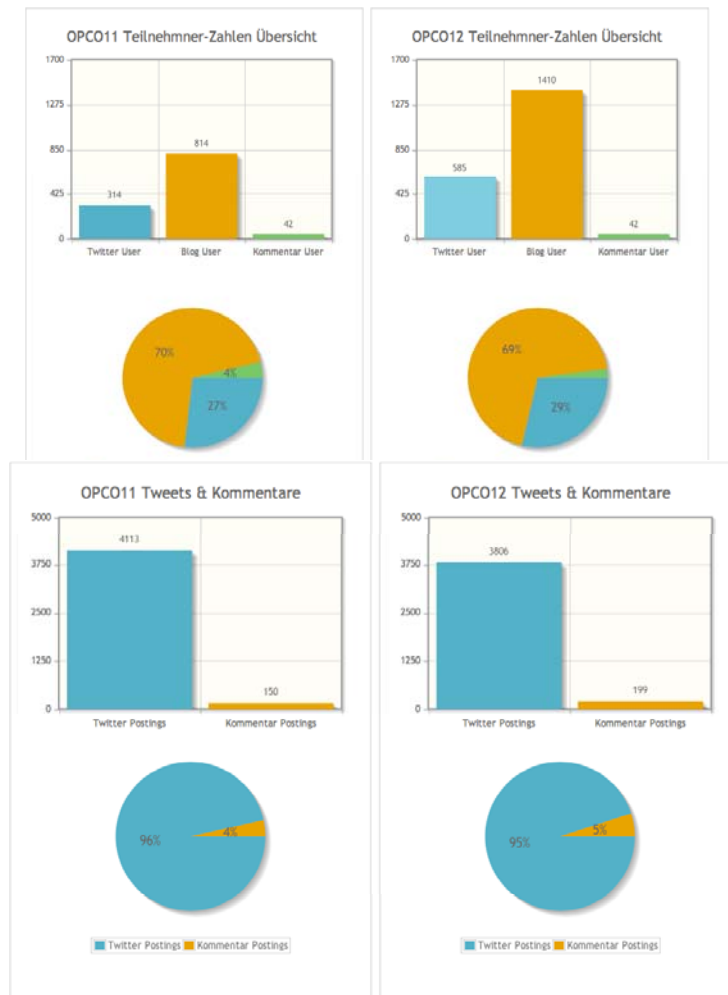 OPCO11 Teilnehmner-Zahlen Übersicht
1700
1275
850
425
0
314
814
42
Twitter User
Blog User
Kommentar User
70%
4%
27%
OPCO12 Teilnehmner-Zahlen Übersicht
1700
1275
850
425
0
585
1410
42
Twitter User
Blog User
Kommentar User
69%
29%
OPCO11 Tweets & Kommentare
5000
3750
2500
1250
0
4113
150
Twitter Postings
Kommentar Postings
96%
4%
Twitter Postings Kommentar Postings
OPCO12 Tweets & Kommentare
5000
3750
2500
1250
0
3806
199
Twitter Postings
Kommentar Postings
95%
5%
Twitter Postings Kommentar Postings